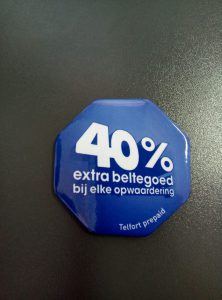 40%
extra beltegoed
bij elke opwaardering
Telfort prepaid